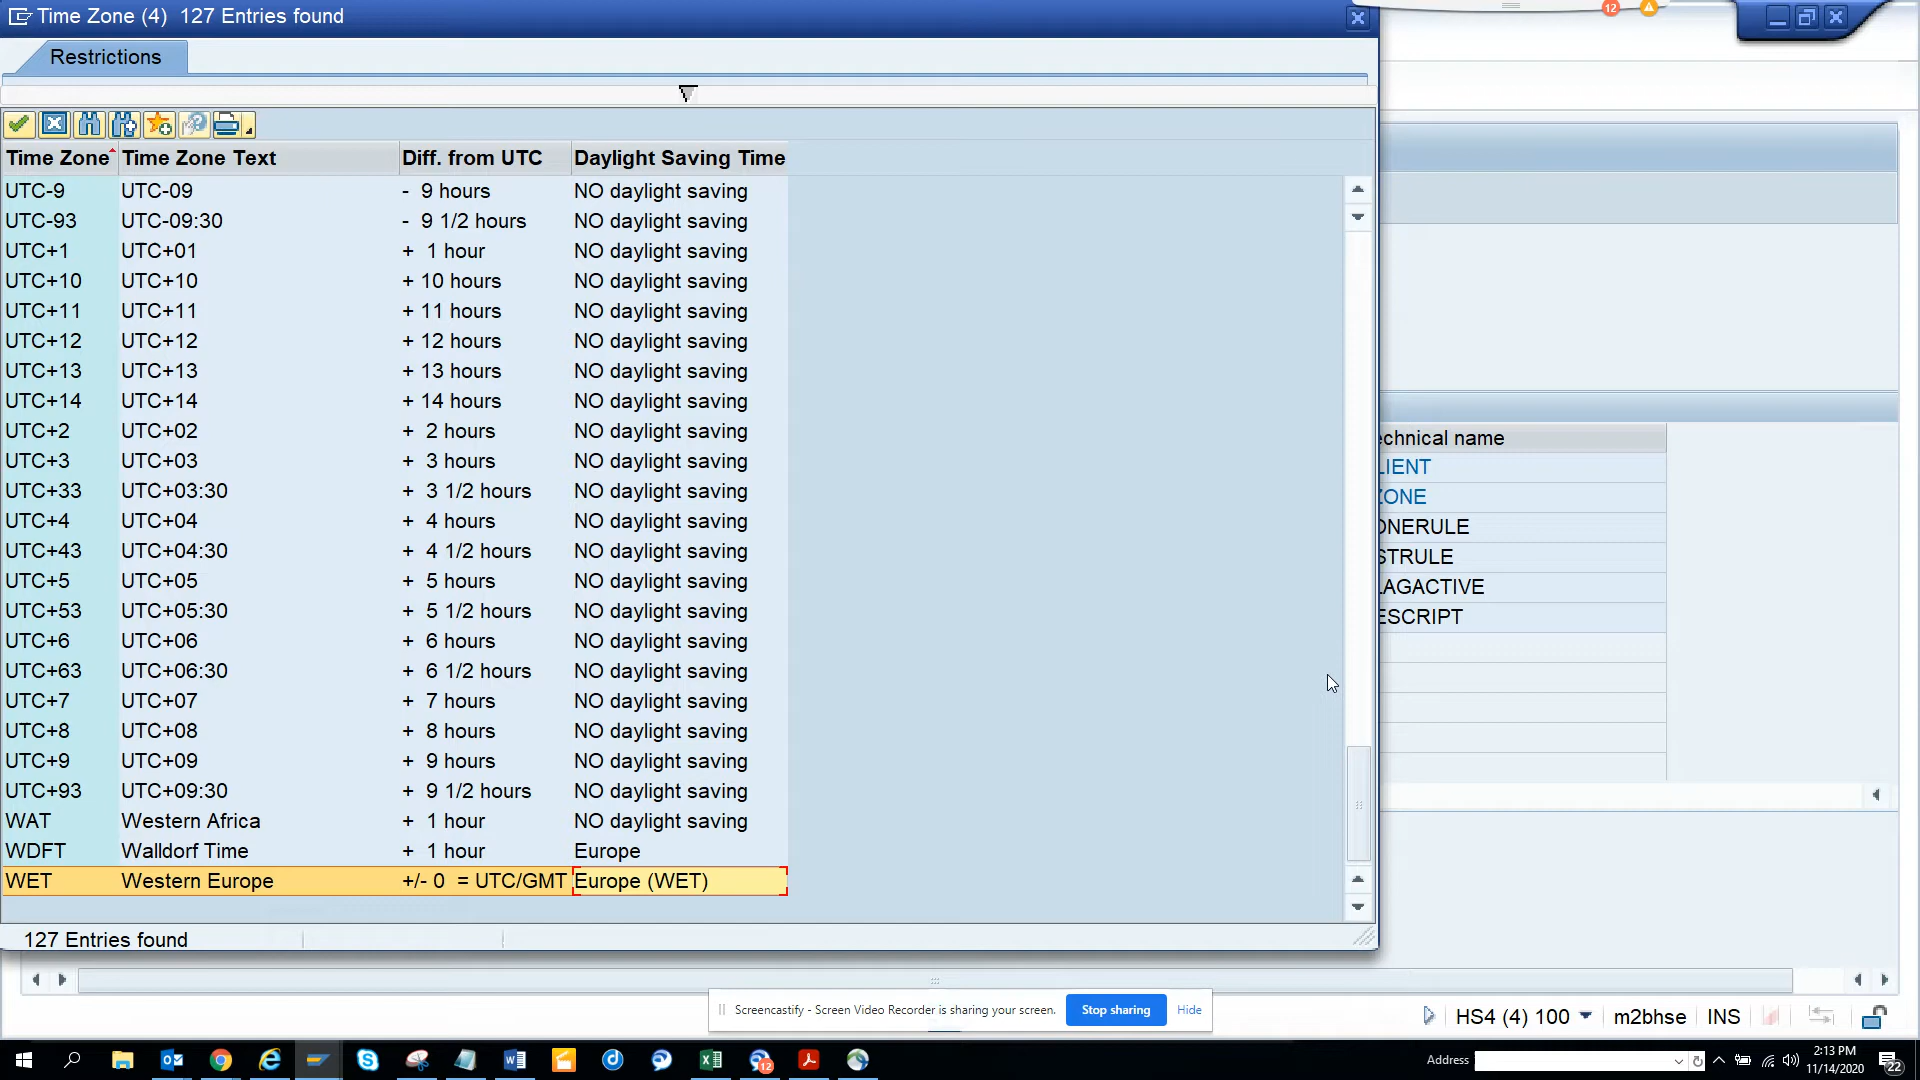 Time Zone (4) 127 Entries found
12
Restrictions
Time Zone Time Zone Text Diff. from UTC Daylight Saving Time
UTC-9 UTC-09 - 9 hours NO daylight saving
UTC-93 UTC-09:30 - 9 1/2 hours NO daylight saving
UTC+1 UTC+01 + 1 hour NO daylight saving
UTC+10 UTC+10 + 10 hours NO daylight saving
UTC+11 UTC+11 + 11 hours NO daylight saving
UTC+12 UTC+12 + 12 hours NO daylight saving
UTC+13 UTC+13 + 13 hours NO daylight saving
UTC+14 UTC+14 + 14 hours NO daylight saving
UTC+2 UTC+02 + 2 hours NO daylight saving
UTC+3 UTC+03 + 3 hours NO daylight saving
UTC+33 UTC+03:30 + 3 1/2 hours NO daylight saving
UTC+4 UTC+04 + 4 hours NO daylight saving
UTC+43 UTC+04:30 + 4 1/2 hours NO daylight saving
UTC+5 UTC+05 + 5 hours NO daylight saving
UTC+53 UTC+05:30 + 5 1/2 hours NO daylight saving
UTC+6 UTC+06 + 6 hours NO daylight saving
UTC+63 UTC+06:30 + 6 1/2 hours NO daylight saving
UTC+7 UTC+07 + 7 hours NO daylight saving
UTC+8 UTC+08 + 8 hours NO daylight saving
UTC+9 UTC+09 + 9 hours NO daylight saving
UTC+93 UTC+09:30 + 9 1/2 hours NO daylight saving
WAT Western Africa + 1 hour NO daylight saving
WDFT Walldorf Time + 1 hour Europe
WET Western Europe +/- 0 = UTC/GMT Europe (WET)
127 Entries found
echnical name
LIENT
ZONE
ONERULE
STRULE
LAGACTIVE
ESCRIPT
Screencastify - Screen Video Recorder is sharing your screen. Stop sharing Hide
HS4 (4) 100 m2bhse INS
12
Address
2:13 PM
11/14/2020
22